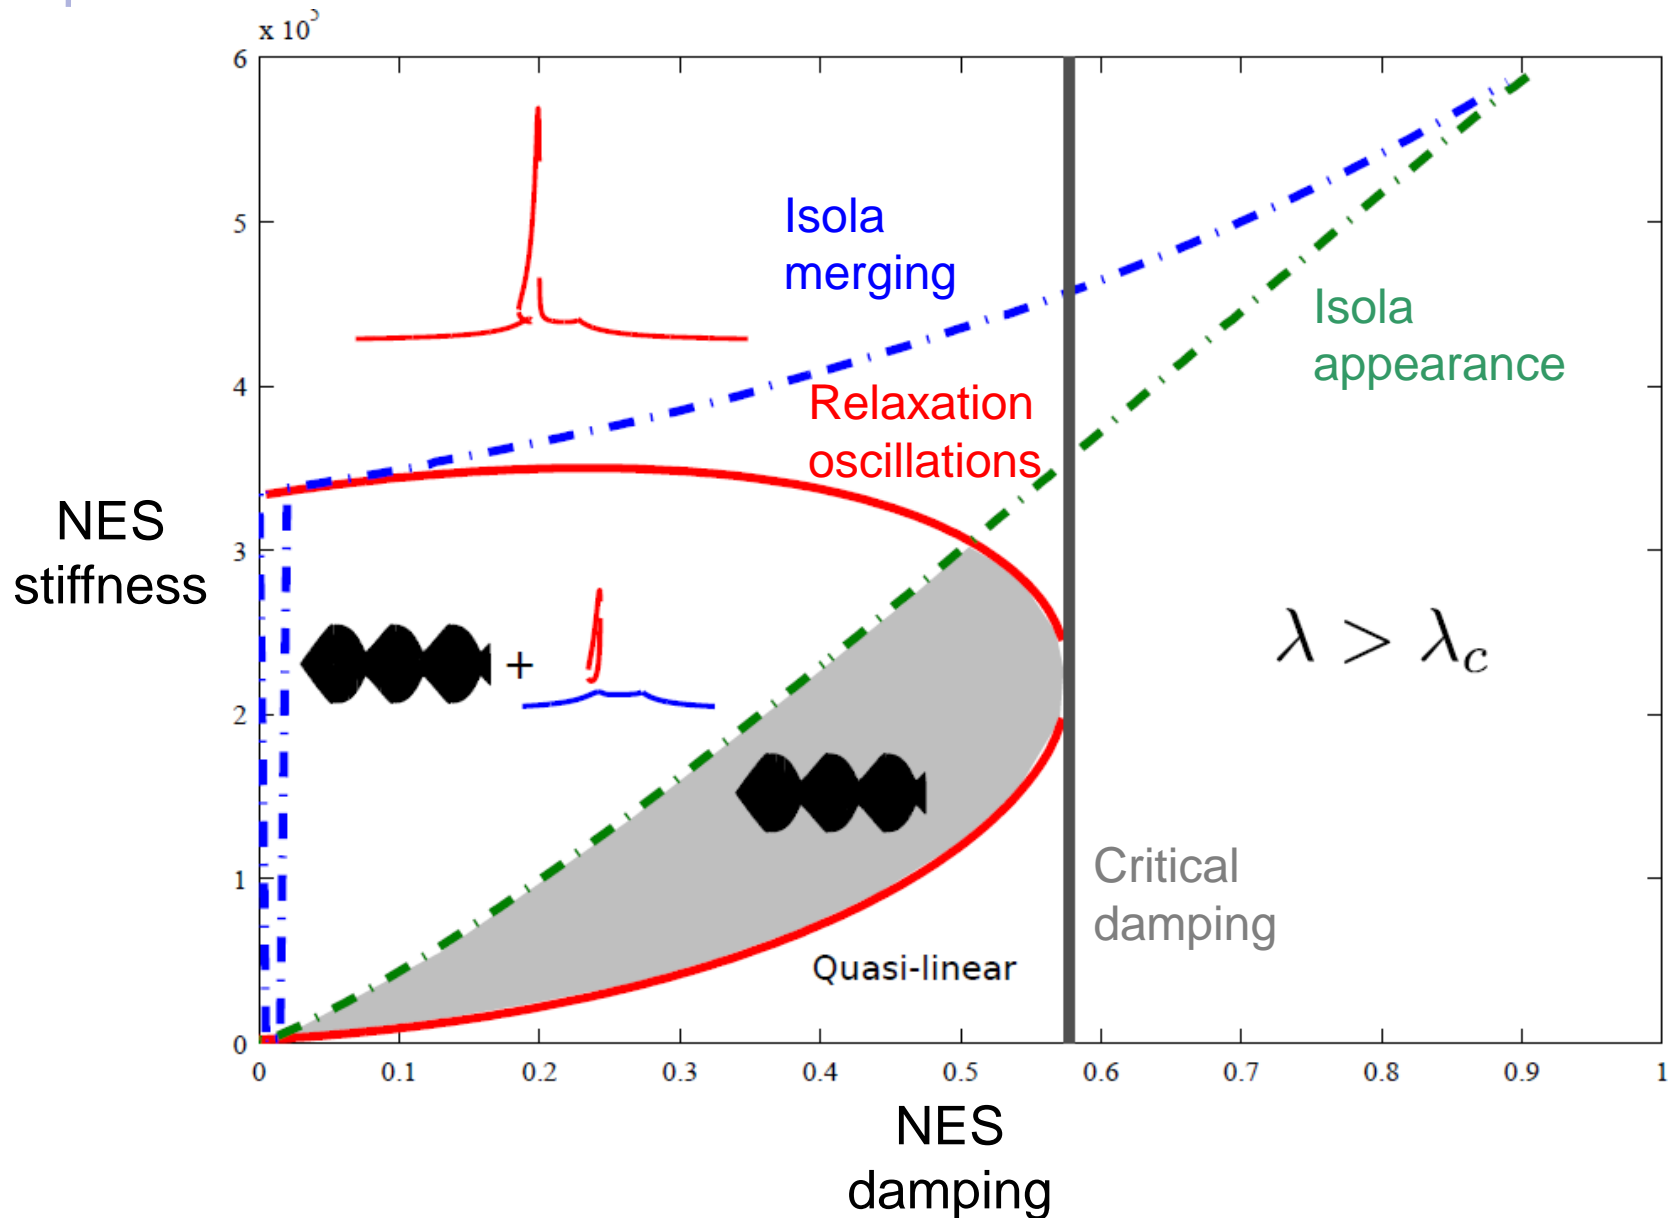 x 10
6
5
4
3
2
1
0
Isola
merging
Isola
appearance
Relaxation
oscillations
NES
stiffness
+
λ > λc
Critical
damping
Quasi-linear
0 0.1 0.2 0.3 0.4 0.5 0.6 0.7 0.8 0.9 1
NES
damping